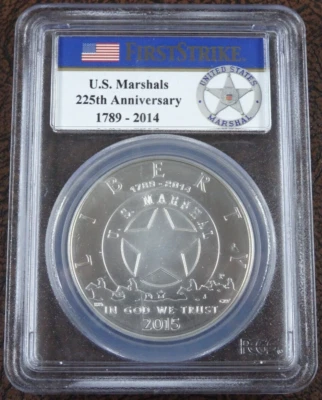 FIRSTSTRIKE.
U.S. Marshals
225th Anniversary
1789 - 2014
UNITED STATES
MARSHAL
LIBERTY
1789-2014
U.S. MARSHAL
IN GOD WE TRUST
2015